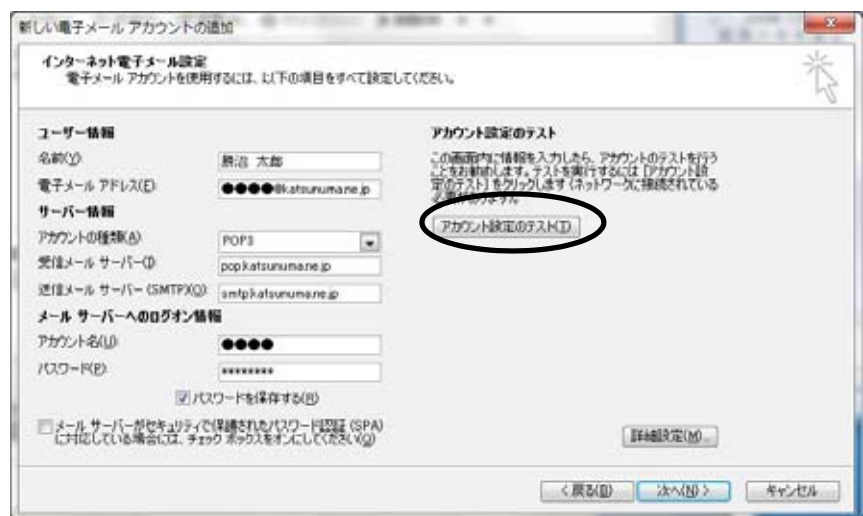 新しい電子メール アカウントの追加
インターネット電子メール設定
電子メール アカウントを使用するには、以下の項目をすべて設定してください。
ユーザー情報
名前(Y):
勝沼 太郎
電子メール アドレス(E):
●●●●@katsunuma.ne.jp
サーバー情報
アカウントの種類(A):
POP3
受信メール サーバー(I):
pop.katsunuma.ne.jp
送信メール サーバー (SMTP)(O):
smtp.katsunuma.ne.jp
メール サーバーへのログオン情報
アカウント名(U):
●●●●
パスワード(P):
********
パスワードを保存する(R)
メール サーバーがセキュリティで保護されたパスワード認証 (SPA)
に対応している場合には、チェック ボックスをオンにしてください(Q)
アカウント設定のテスト
この画面内に情報を入力したら、アカウントのテストを行う
ことをお勧めします。テストを実行するには [アカウント設
定のテスト] をクリックします (ネットワークに接続されている
必要があります)。
アカウント設定のテスト(T)
詳細設定(M)...
< 戻る(B)
次へ(N) >
キャンセル